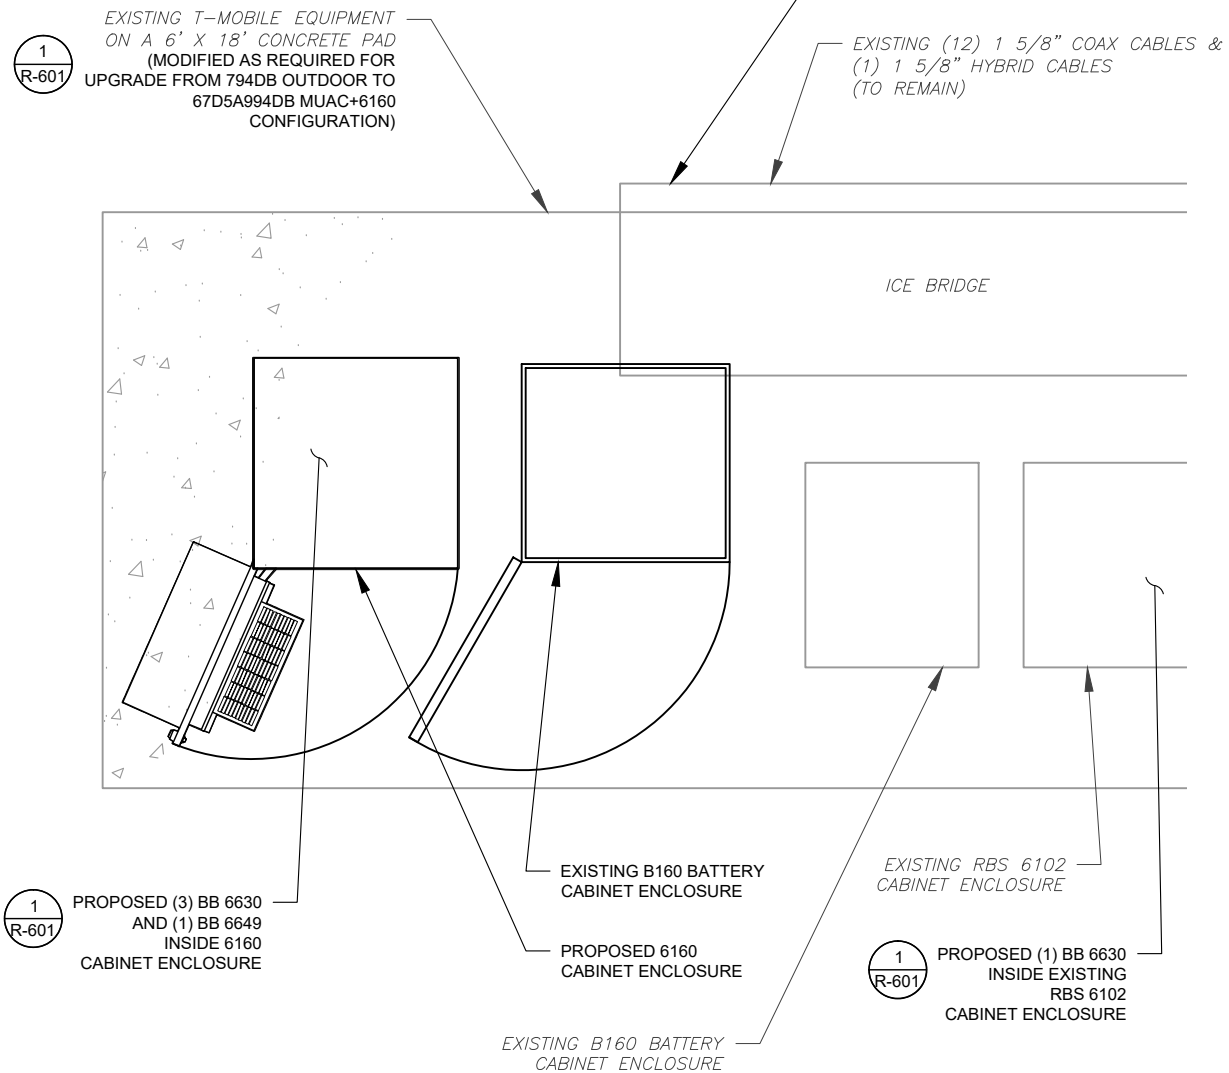 EXISTING T-MOBILE EQUIPMENT
ON A 6' X 18' CONCRETE PAD
(MODIFIED AS REQUIRED FOR
UPGRADE FROM 794DB OUTDOOR TO
67D5A994DB MUAC+6160
CONFIGURATION)
1
R-601
EXISTING (12) 1 5/8" COAX CABLES &
(1) 1 5/8" HYBRID CABLES
(TO REMAIN)
ICE BRIDGE
1
R-601
PROPOSED (3) BB 6630
AND (1) BB 6649
INSIDE 6160
CABINET ENCLOSURE
EXISTING B160 BATTERY
CABINET ENCLOSURE
PROPOSED 6160
CABINET ENCLOSURE
EXISTING B160 BATTERY
CABINET ENCLOSURE
EXISTING RBS 6102
CABINET ENCLOSURE
1
R-601
PROPOSED (1) BB 6630
INSIDE EXISTING
RBS 6102
CABINET ENCLOSURE